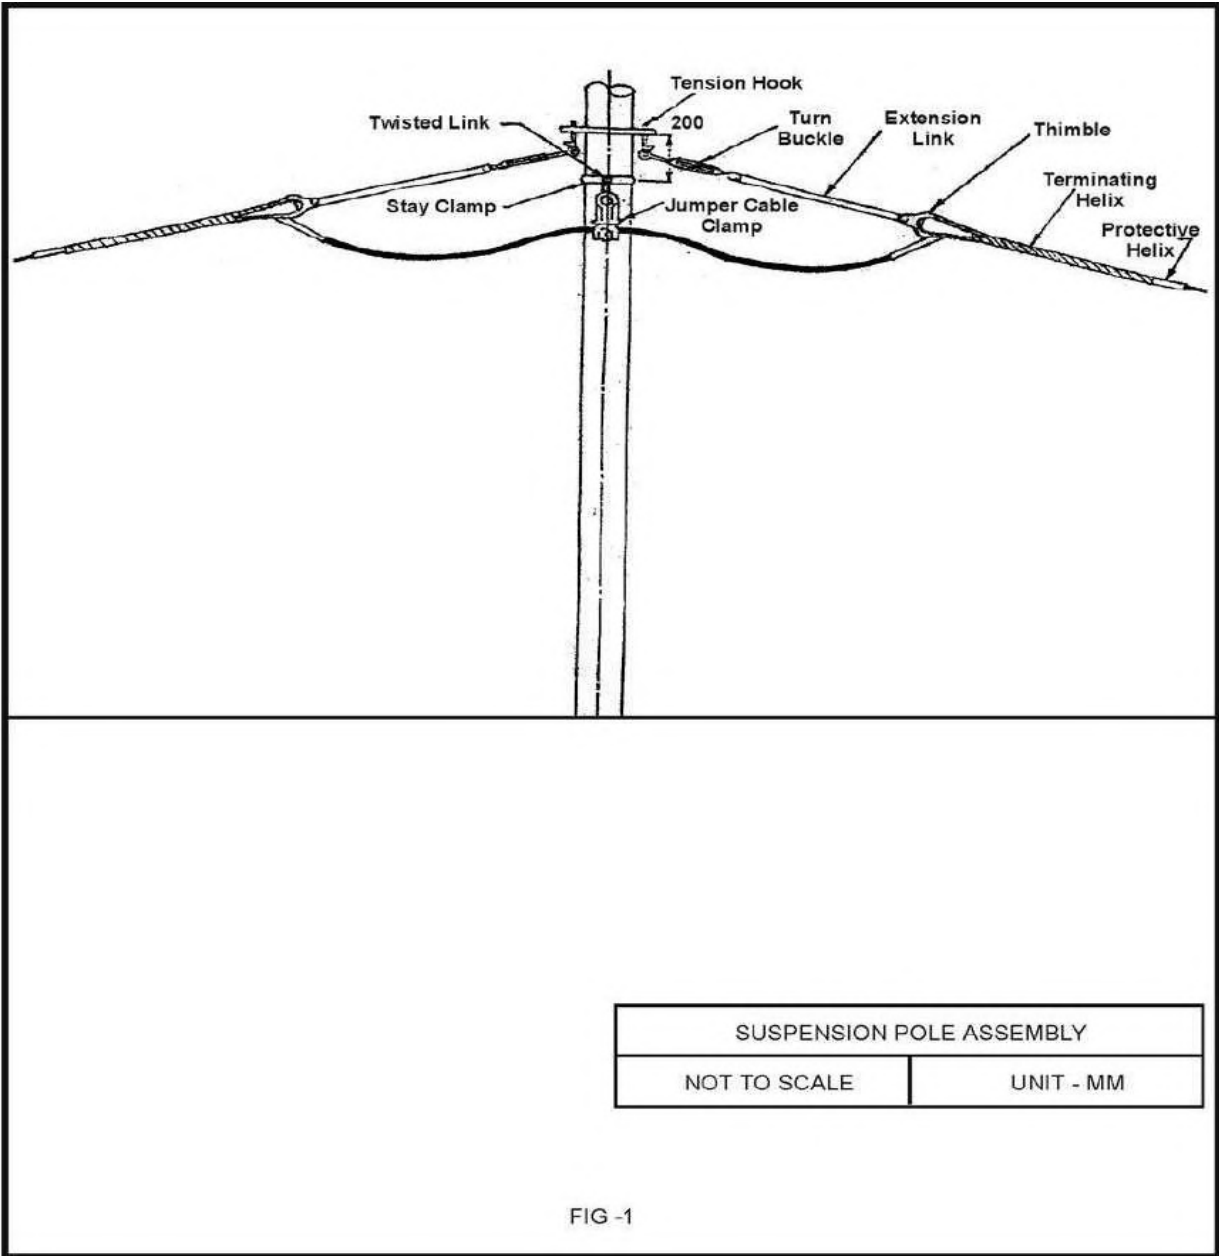 Tension Hook
Twisted Link
200
Turn
Buckle
Extension
Link
Thimble
Stay Clamp
Jumper Cable
Clamp
Terminating
Helix
Protective
Helix
SUSPENSION POLE ASSEMBLY
NOT TO SCALE
UNIT - MM
FIG -1